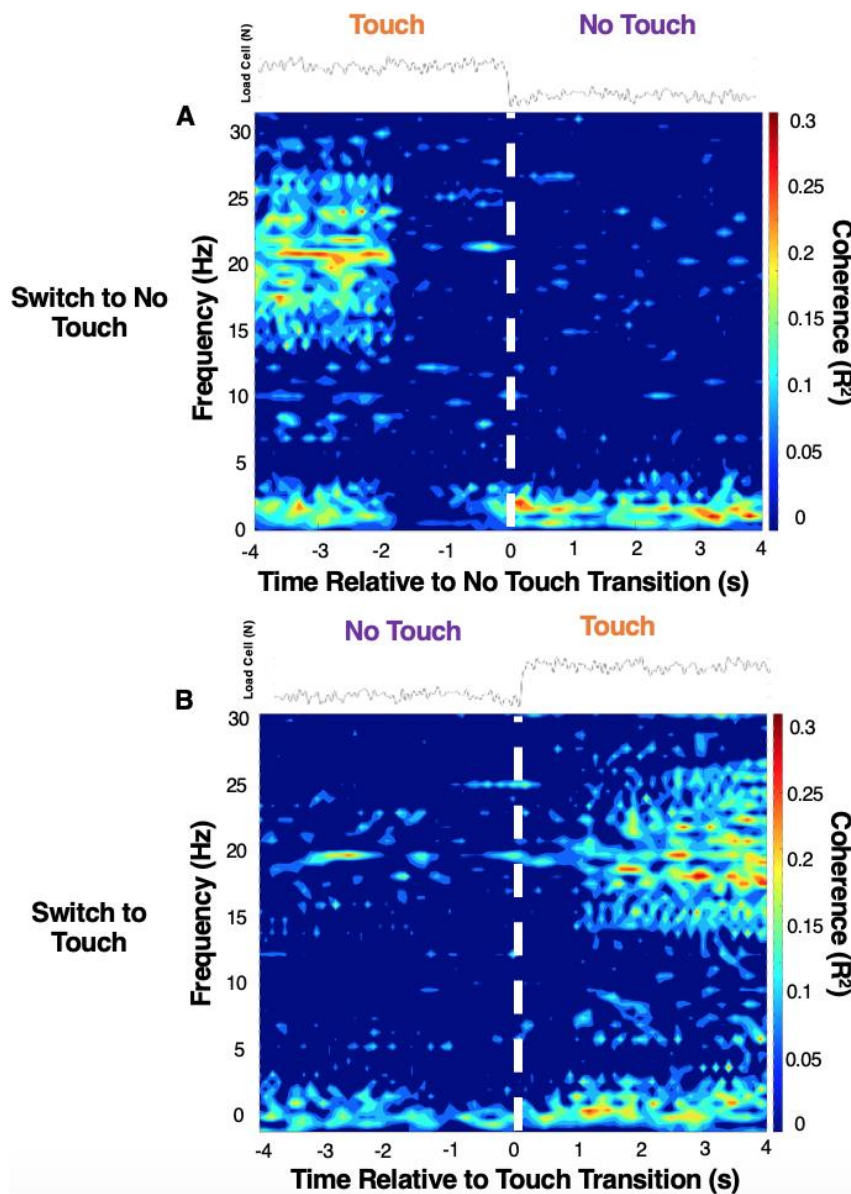 Touch
No Touch
Load Cell (N)
A
30
25
20
15
10
5
0
Frequency (Hz)
Switch to No
Touch
-4
-3
-2
-1
0
1
2
3
4
Time Relative to No Touch Transition (s)
0.3
0.25
0.2
0.15
0.1
0.05
0
Coherence (R²)
No Touch
Touch
Load Cell (N)
B
30
25
20
15
10
5
0
Frequency (Hz)
Switch to
Touch
-4
-3
-2
-1
0
1
2
3
4
Time Relative to Touch Transition (s)
0.3
0.25
0.2
0.15
0.1
0.05
0
Coherence (R²)